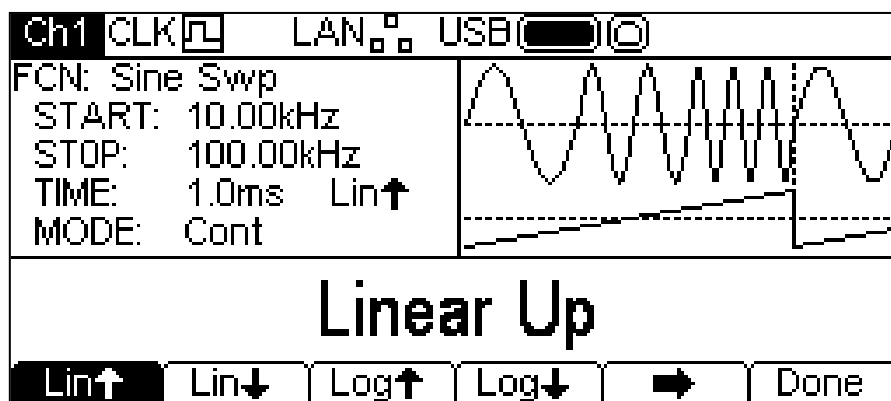 Ch1 CLK LAN USB
FCN: Sine Swp
START: 10.00kHz
STOP: 100.00kHz
TIME: 1.0ms Lin↑
MODE: Cont
Linear Up
Lin↑ Lin↓ Log↑ Log↓ → Done